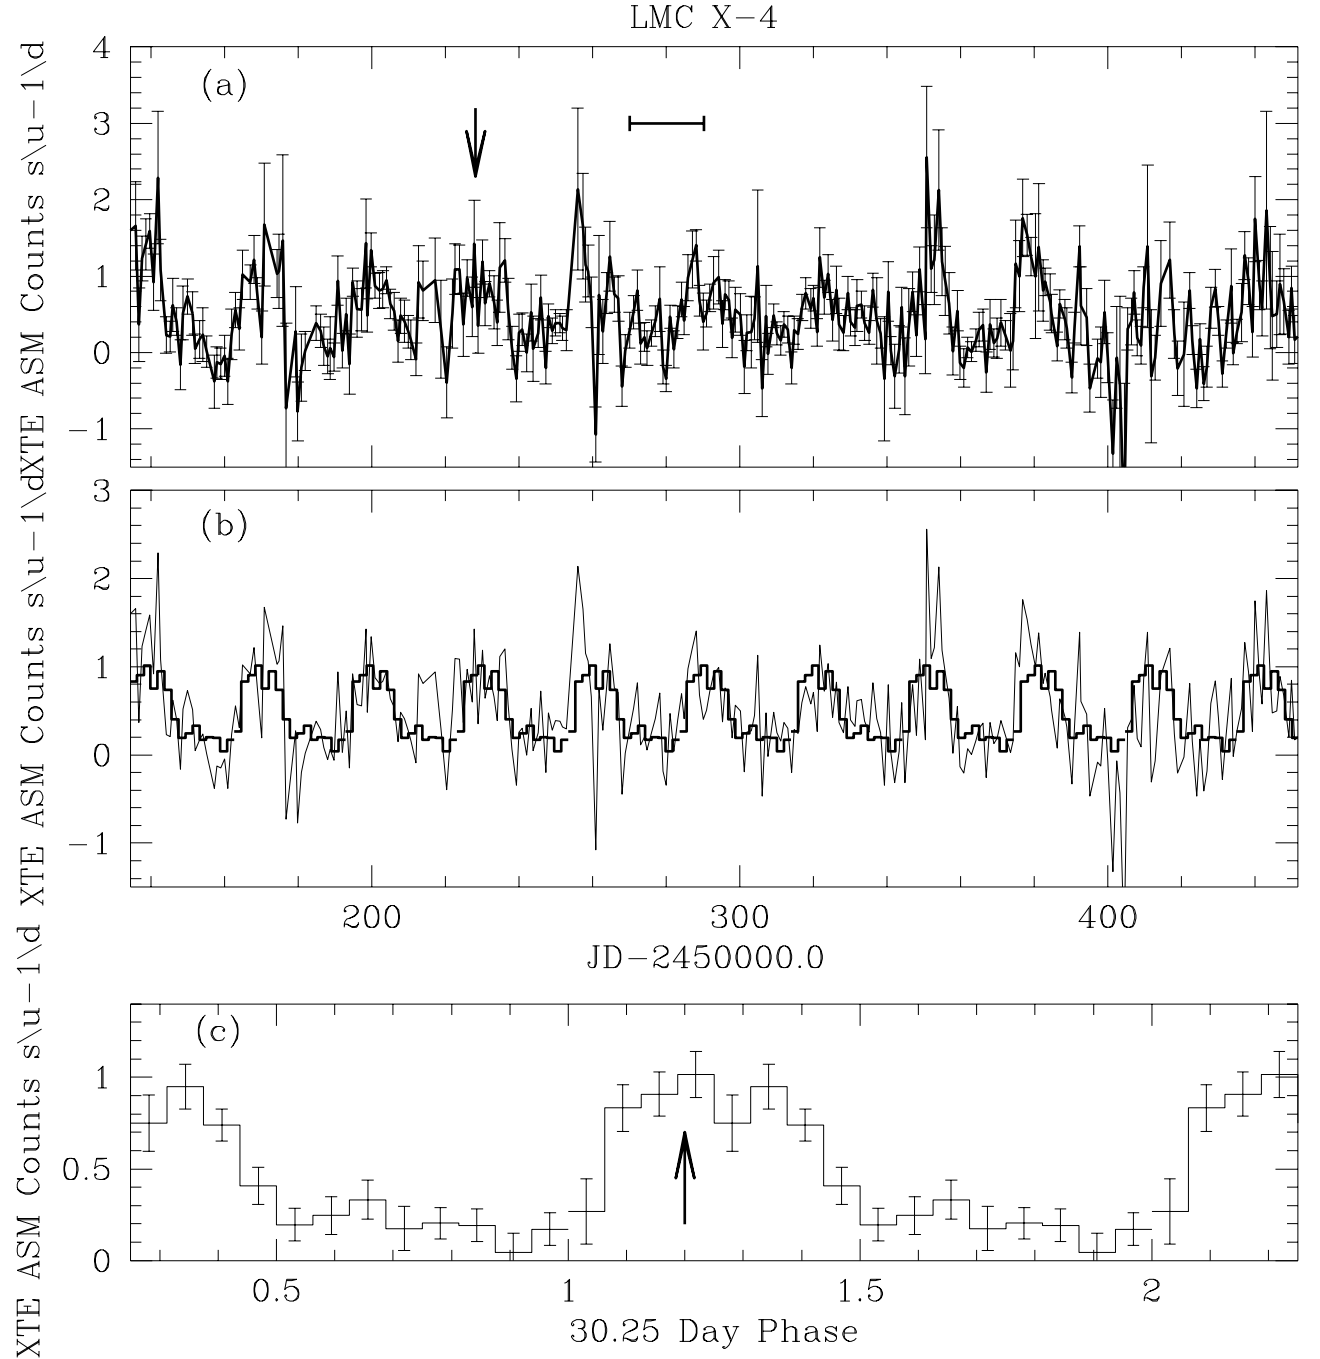 LMC X-4
(a)
4
3
2
1
0
-1
XTE ASM Counts s\u-1\d
(b)
3
2
1
0
-1
XTE ASM Counts s\u-1\d
200 300 400
JD-2450000.0
(c)
1
0.5
0
XTE ASM Counts s\u-1\d
0.5 1 1.5 2
30.25 Day Phase